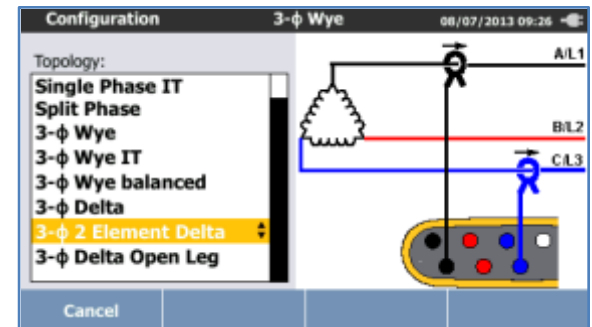 Configuration 3-ϕ Wye 08/07/2013 09:26
Topology:
Single Phase IT
Split Phase
3-ϕ Wye
3-ϕ Wye IT
3-ϕ Wye balanced
3-ϕ Delta
3-ϕ 2 Element Delta
3-ϕ Delta Open Leg
A/L1
B/L2
C/L3
Cancel